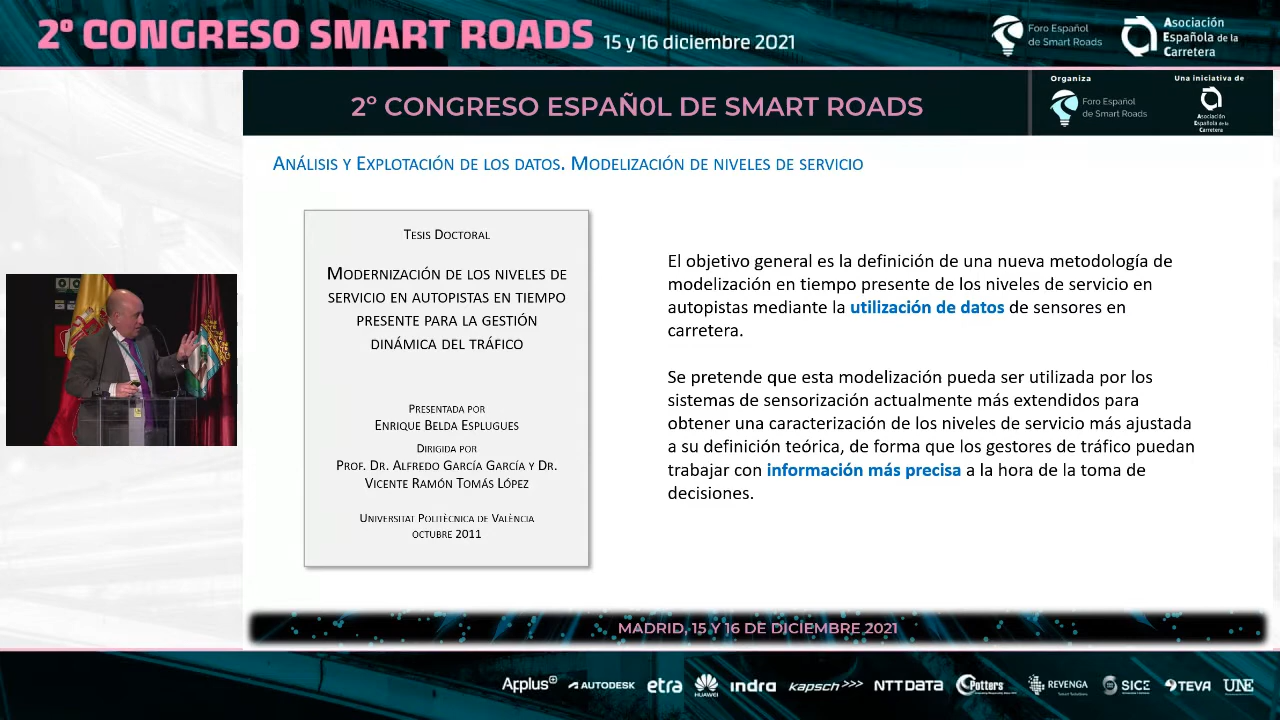 2º CONGRESO SMART ROADS 15 y 16 diciembre 2021
Foro Español
de Smart Roads
Asociación
Española de la
Carretera
2º CONGRESO ESPAÑ0L DE SMART ROADS
Organiza
Foro Español
de Smart Roads
Una iniciativa de
Asociación
Española de la
Carretera
ANÁLISIS Y EXPLOTACIÓN DE LOS DATOS. MODELIZACIÓN DE NIVELES DE SERVICIO
TESIS DOCTORAL
MODERNIZACIÓN DE LOS NIVELES DE
SERVICIO EN AUTOPISTAS EN TIEMPO
PRESENTE PARA LA GESTIÓN
DINÁMICA DEL TRÁFICO
PRESENTADA POR
ENRIQUE BELDA ESPLUGUES
DIRIGIDA POR
PROF. DR. ALFREDO GARCÍA GARCÍA Y DR.
VICENTE RAMÓN TOMÁS LÓPEZ
UNIVERSITAT POLITÈCNICA DE VALÈNCIA
OCTUBRE 2011
El objetivo general es la definición de una nueva metodología de
modelización en tiempo presente de los niveles de servicio en
autopistas mediante la utilización de datos de sensores en
carretera.
Se pretende que esta modelización pueda ser utilizada por los
sistemas de sensorización actualmente más extendidos para
obtener una caracterización de los niveles de servicio más ajustada
a su definición teórica, de forma que los gestores de tráfico puedan
trabajar con información más precisa a la hora de la toma de
decisiones.
MADRID, 15 Y 16 DE DICIEMBRE 2021
Applus+ AUTODESK etra HUAWEI indra kapsch>>> NTT DATA Potters REVENGA SICE TEVA UNE